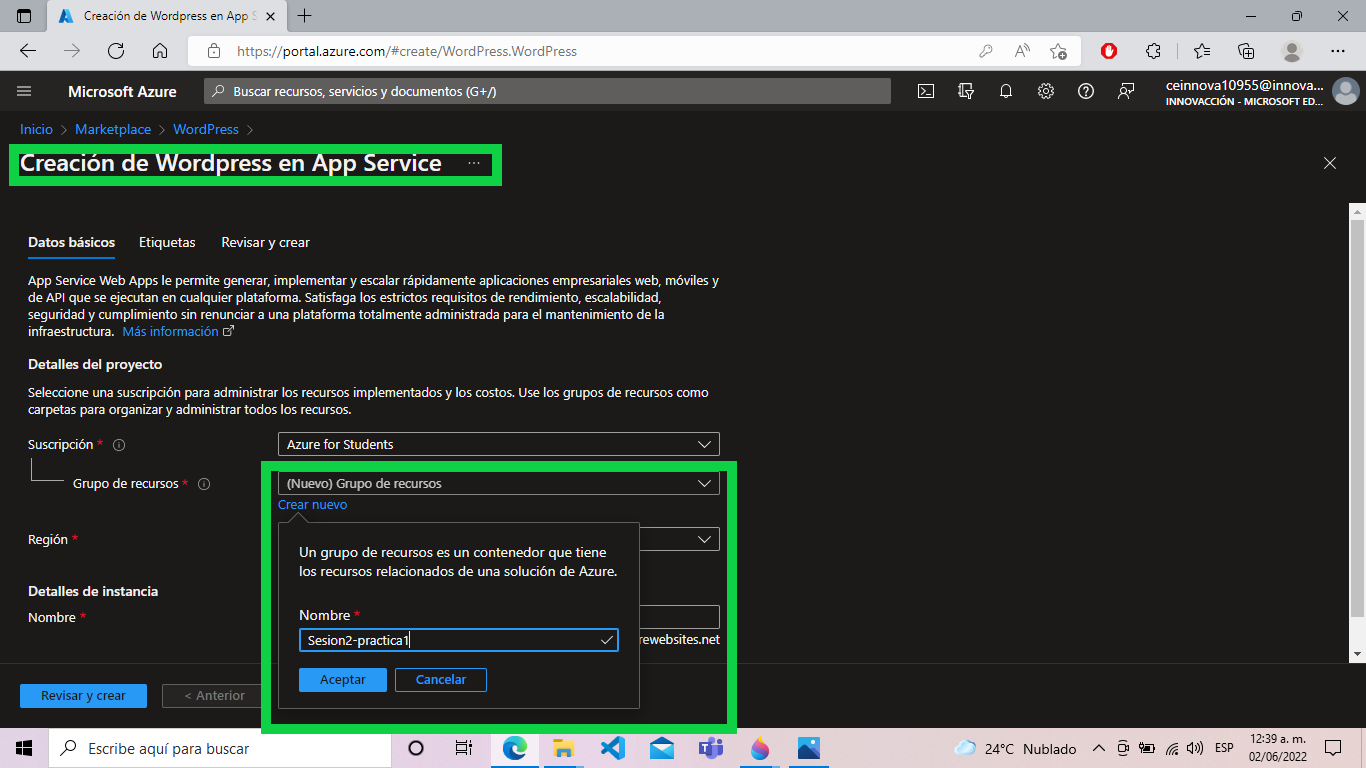 Creación de Wordpress en App S
https://portal.azure.com/#create/WordPress.WordPress
Microsoft Azure
Buscar recursos, servicios y documentos (G+/)
ceinnova10955@innova...
INNOVACCIÓN - MICROSOFT ED...
Inicio > Marketplace > WordPress >
Creación de Wordpress en App Service ...
Datos básicos Etiquetas Revisar y crear
App Service Web Apps le permite generar, implementar y escalar rápidamente aplicaciones empresariales web, móviles y
de API que se ejecutan en cualquier plataforma. Satisfaga los estrictos requisitos de rendimiento, escalabilidad,
seguridad y cumplimiento sin renunciar a una plataforma totalmente administrada para el mantenimiento de la
infraestructura. Más información
Detalles del proyecto
Seleccione una suscripción para administrar los recursos implementados y los costos. Use los grupos de recursos como
carpetas para organizar y administrar todos los recursos.
Suscripción *
Azure for Students
Grupo de recursos *
(Nuevo) Grupo de recursos
Crear nuevo
Un grupo de recursos es un contenedor que tiene
los recursos relacionados de una solución de Azure.
Nombre *
Sesion2-practica1
Aceptar Cancelar
Región *
Detalles de instancia
Nombre *
rewebsites.net
Revisar y crear < Anterior
Escribe aquí para buscar
24°C Nublado
ESP
12:39 a. m.
02/06/2022